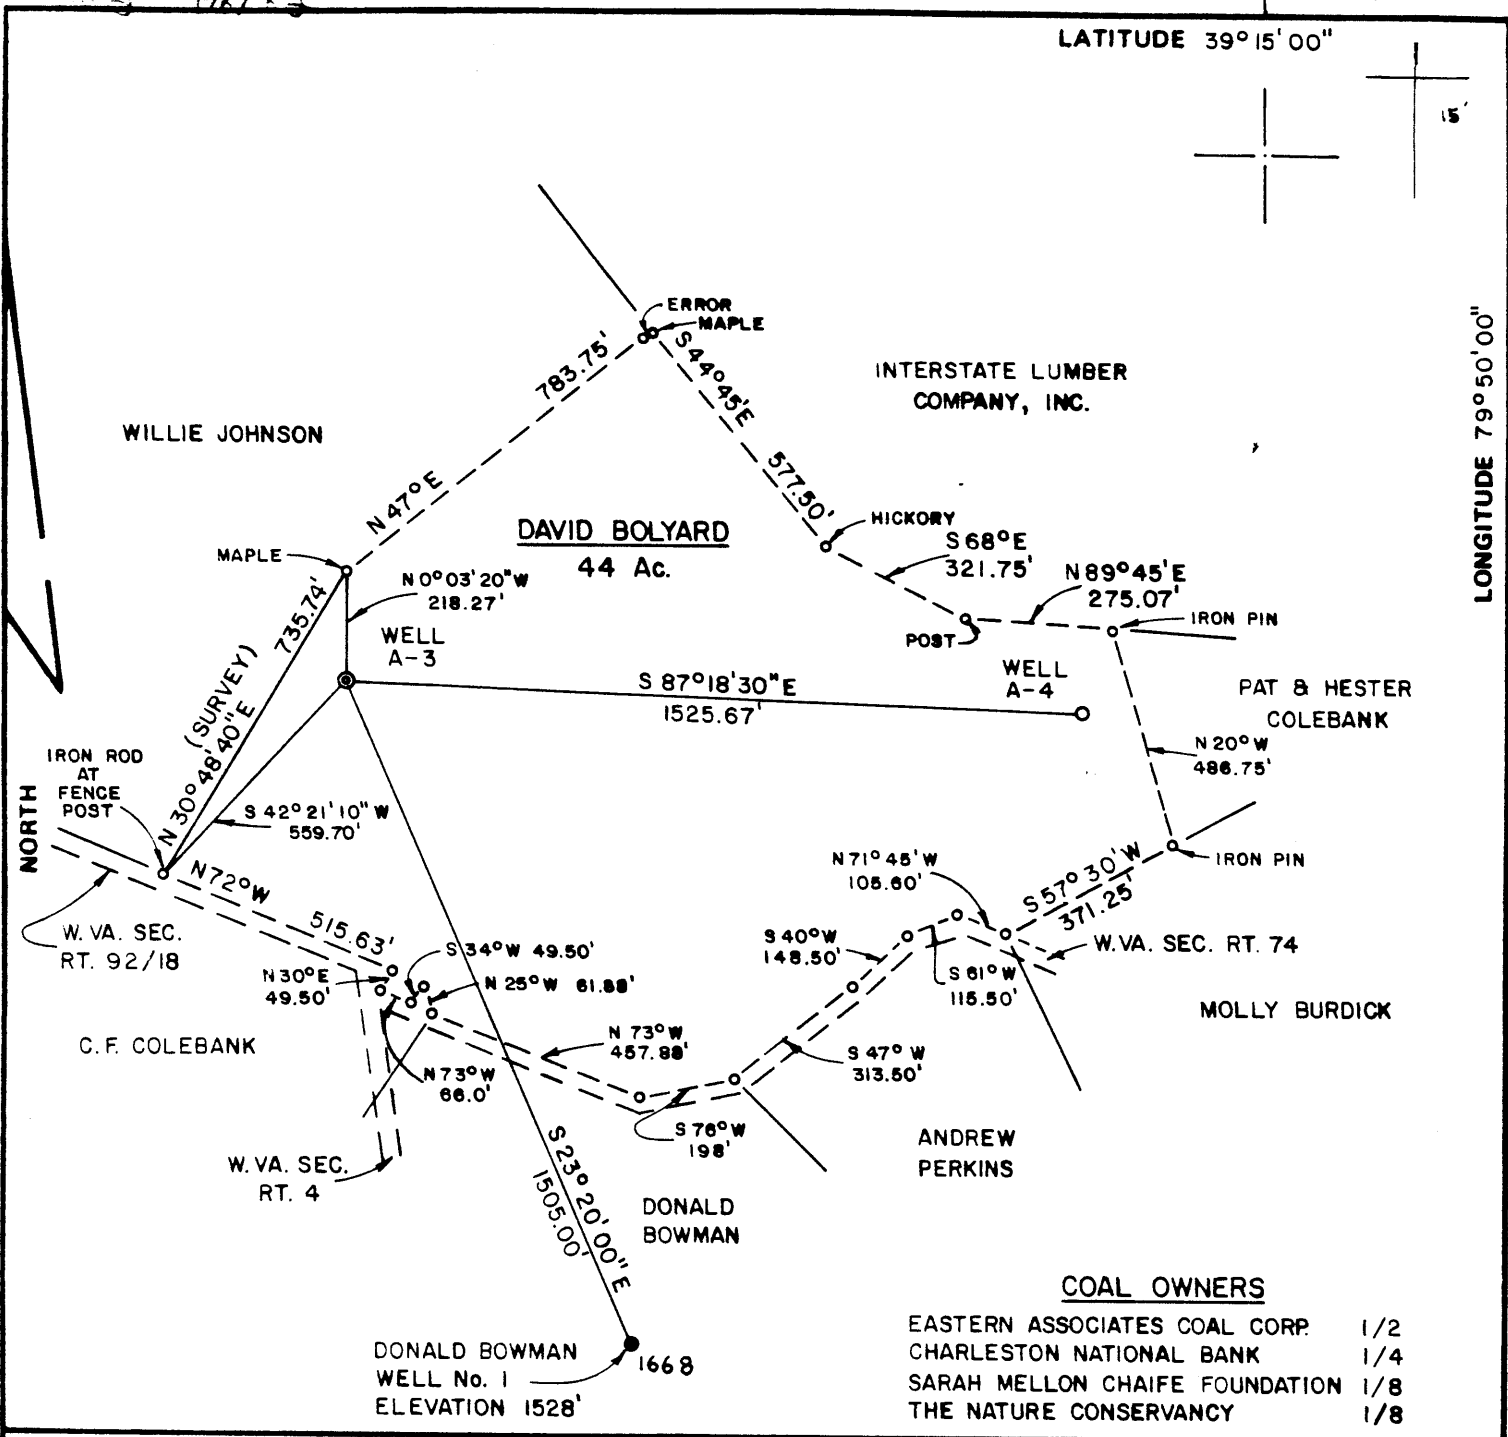 LATITUDE 39°15'00"
15'
LONGITUDE 79°50'00"
ERROR
MAPLE
783.75'
S 44°45'E
577.50'
INTERSTATE LUMBER
COMPANY, INC.
WILLIE JOHNSON
N 47°E
DAVID BOLYARD
44 Ac.
HICKORY
S 68°E
321.75'
N 89°45'E
275.07'
MAPLE
N 0°03'20"W
218.27'
IRON PIN
POST
WELL
A-3
735.74'
(SURVEY)
N 30°48'40"E
S 87°18'30"E
1525.67'
WELL
A-4
PAT & HESTER
COLEBANK
N 20°W
486.75'
IRON ROD
AT
FENCE
POST
NORTH
S 42°21'10"W
559.70'
N 71°45'W
105.60'
IRON PIN
N 72°W
515.63'
S 57°30'W
371.25'
W. VA. SEC.
RT. 92/18
S 34°W 49.50'
S 40°W
148.50'
W.VA. SEC. RT. 74
N 30°E
49.50'
N 25°W 61.88'
S 61°W
115.50'
MOLLY BURDICK
C.F. COLEBANK
N 73°W
457.88'
S 47°W
313.50'
N 73°W
66.0'
S 76°W
198'
ANDREW
PERKINS
W. VA. SEC.
RT. 4
S 23°20'00"E
1505.00'
DONALD
BOWMAN
DONALD BOWMAN
WELL No. 1
ELEVATION 1528'
1668
COAL OWNERS
EASTERN ASSOCIATES COAL CORP. 1/2
CHARLESTON NATIONAL BANK 1/4
SARAH MELLON CHAIFE FOUNDATION 1/8
THE NATURE CONSERVANCY 1/8